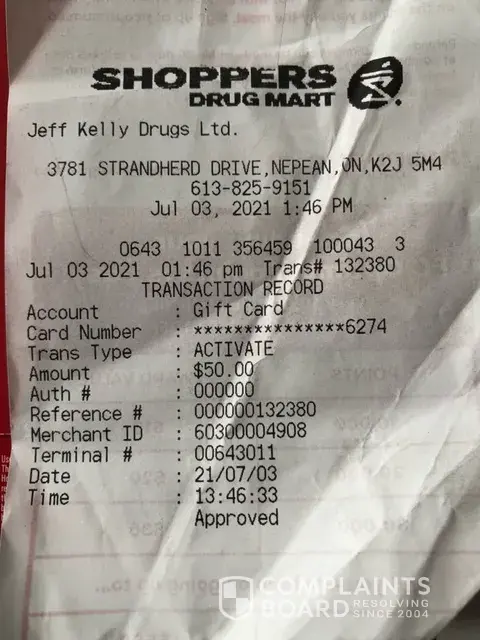 SHOPPERS
DRUG MART
Jeff Kelly Drugs Ltd.
3781 STRANDHERD DRIVE,NEPEAN,ON,K2J 5M4
613-825-9151
Jul 03, 2021 1:46 PM
0643 1011 356459 100043 3
Jul 03 2021 01:46 pm Trans# 132380
TRANSACTION RECORD
Account : Gift Card
Card Number : ***************6274
Trans Type : ACTIVATE
Amount : $50.00
Auth # : 000000
Reference # : 000000132380
Merchant ID : 60300004908
Terminal # : 00643011
Date : 21/07/03
Time : 13:46:33
Approved
COMPLAINTS
BOARD RESOLVING
SINCE 2004